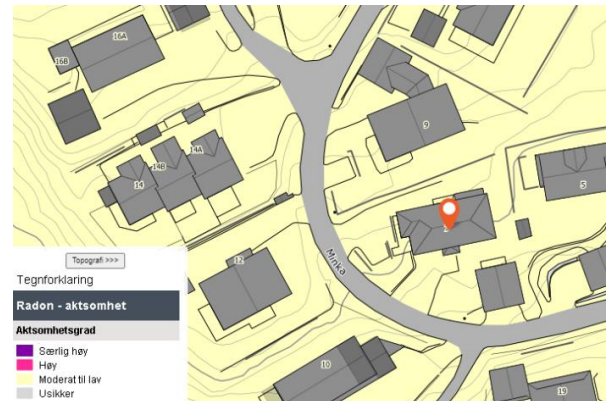 16A
16B
14A
14B
14
9
5
12
Minka
10
19
Topografi >>>
Tegnforklaring
Radon - aktsomhet
Aktsomhetsgrad
Særlig høy
Høy
Moderat til lav
Usikker